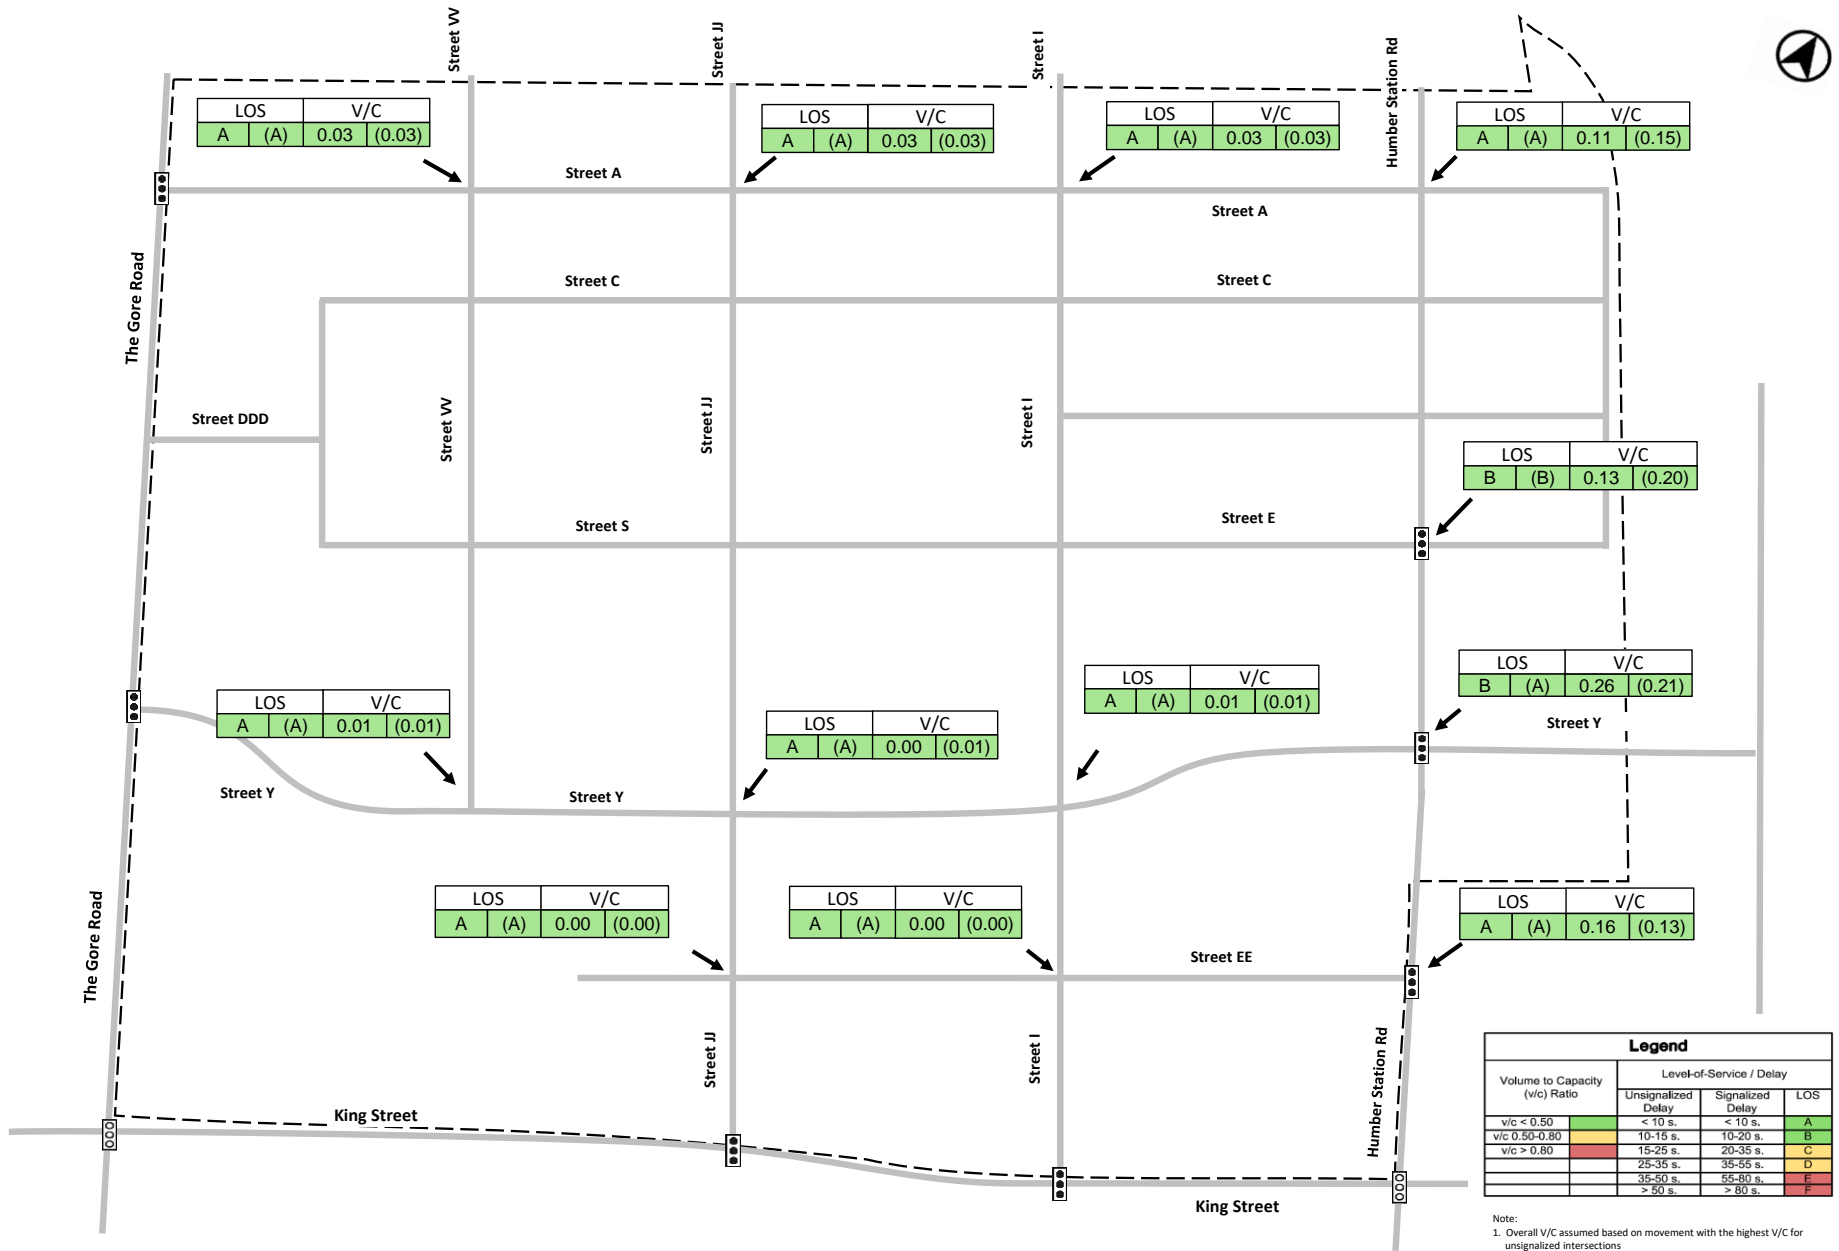 Street VV
Street JJ
Street I
Humber Station Rd
LOS V/C
A (A) 0.03 (0.03)
LOS V/C
A (A) 0.03 (0.03)
LOS V/C
A (A) 0.03 (0.03)
LOS V/C
A (A) 0.11 (0.15)
Street A
Street A
The Gore Road
Street C
Street C
Street DDD
Street VV
Street JJ
Street I
LOS V/C
B (B) 0.13 (0.20)
Street S
Street E
LOS V/C
A (A) 0.01 (0.01)
LOS V/C
A (A) 0.00 (0.01)
LOS V/C
A (A) 0.01 (0.01)
LOS V/C
B (A) 0.26 (0.21)
Street Y
Street Y
Street Y
The Gore Road
LOS V/C
A (A) 0.00 (0.00)
LOS V/C
A (A) 0.00 (0.00)
LOS V/C
A (A) 0.16 (0.13)
Street EE
Street JJ
Street I
Humber Station Rd
King Street
King Street
Legend
Volume to Capacity
(v/c) Ratio
Level-of-Service / Delay
Unsignalized
Delay
Signalized
Delay
LOS
v/c < 0.50 < 10 s. < 10 s. A
v/c 0.50-0.80 10-15 s. 10-20 s. B
v/c > 0.80 15-25 s. 20-35 s. C
25-35 s. 35-55 s. D
35-50 s. 55-80 s. E
> 50 s. > 80 s. F
Note:
1. Overall V/C assumed based on movement with the highest V/C for
unsignalized intersections